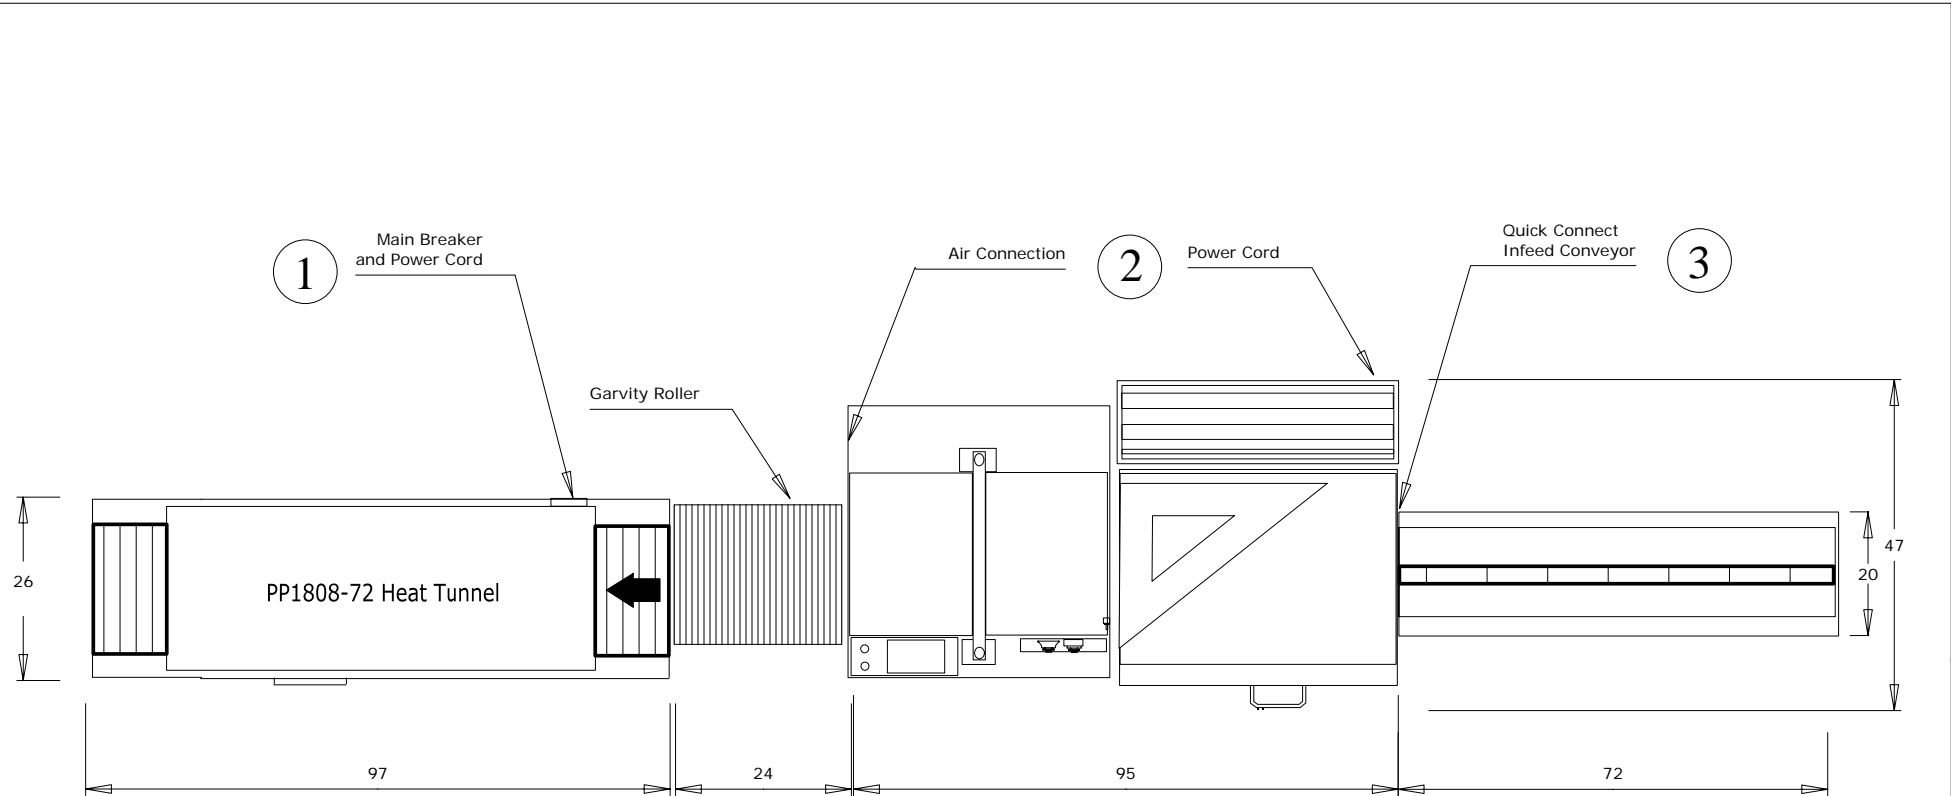 1
Main Breaker
and Power Cord
Air Connection
2
Power Cord
Quick Connect
Infeed Conveyor
3
Garvity Roller
26
PP1808-72 Heat Tunnel
47
20
97
24
95
72